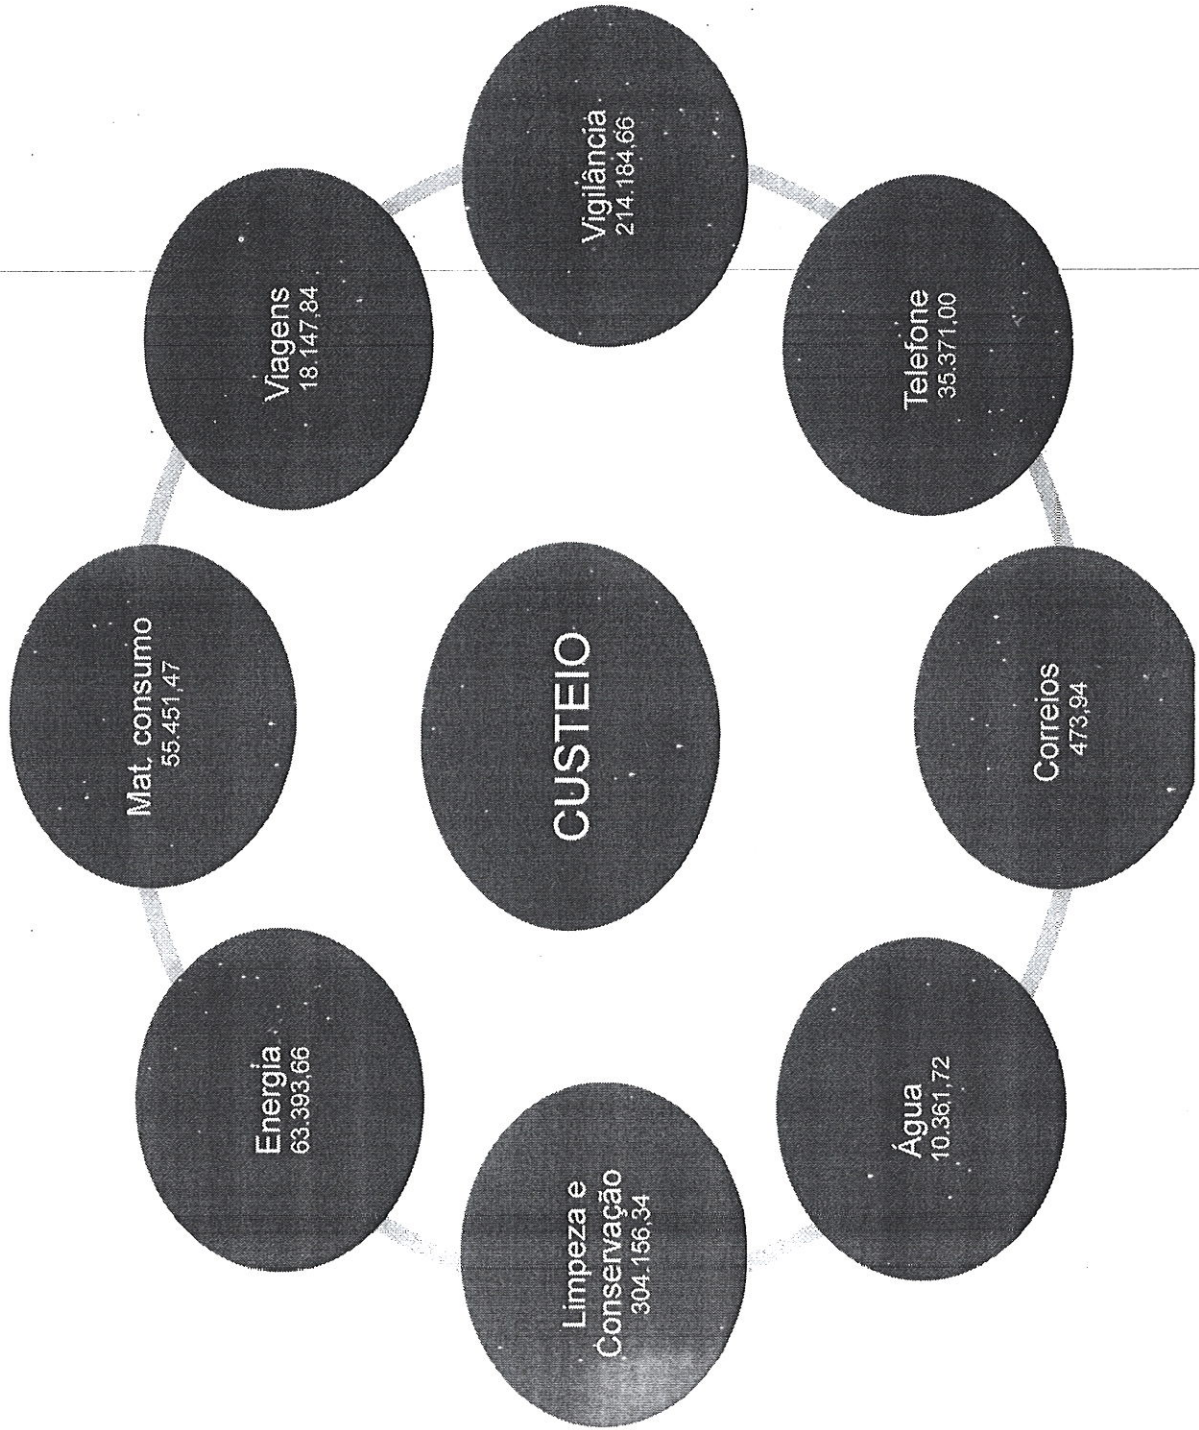 Mat. consumo
55.451,47
Viagens
18.147,84
Vigilância
214.184,66
Telefone
35.371,00
Correios
473,94
Água
10.361,72
Limpeza e
Conservação
304.156,34
Energia
63.393,66
CUSTEIO